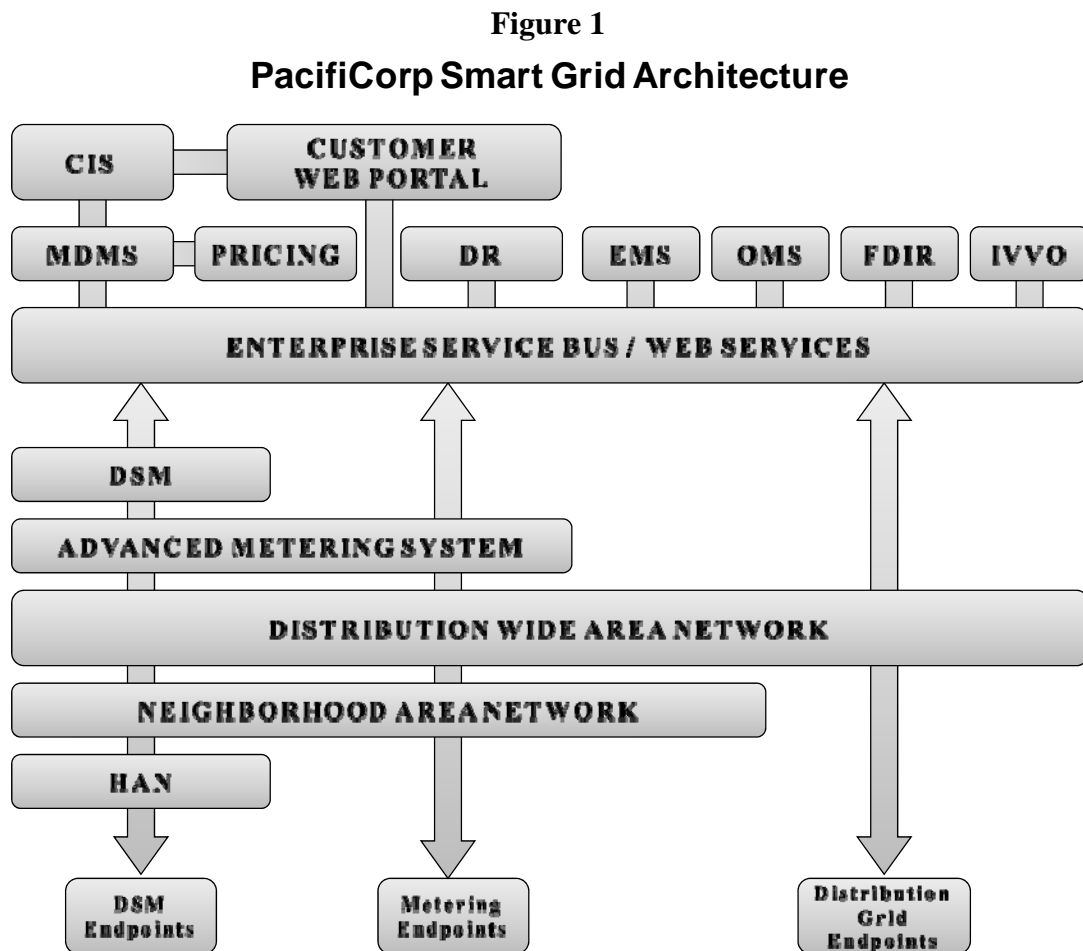 Figure 1
PacifiCorp Smart Grid Architecture
CIS
CUSTOMER
WEB PORTAL
MDMS
PRICING
DR
EMS
OMS
FDIR
IVVO
ENTERPRISE SERVICE BUS / WEB SERVICES
DSM
ADVANCED METERING SYSTEM
DISTRIBUTION WIDE AREA NETWORK
NEIGHBORHOOD AREA NETWORK
HAN
DSM
Endpoints
Metering
Endpoints
Distribution
Grid
Endpoints